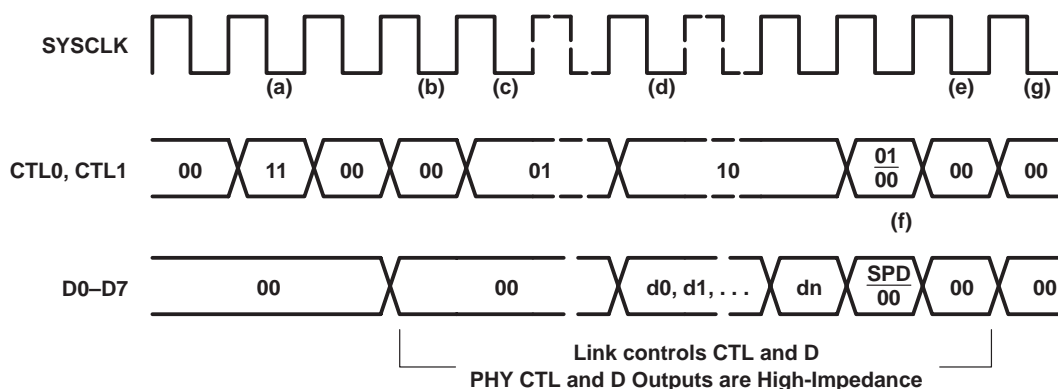 SYSCLK
(a) (b) (c) (d) (e) (g)
CTL0, CTL1 00 11 00 00 01 10 01 00 00 00
(f)
D0–D7 00 00 d0, d1, . . . dn SPD 00 00 00
Link controls CTL and D
PHY CTL and D Outputs are High-Impedance